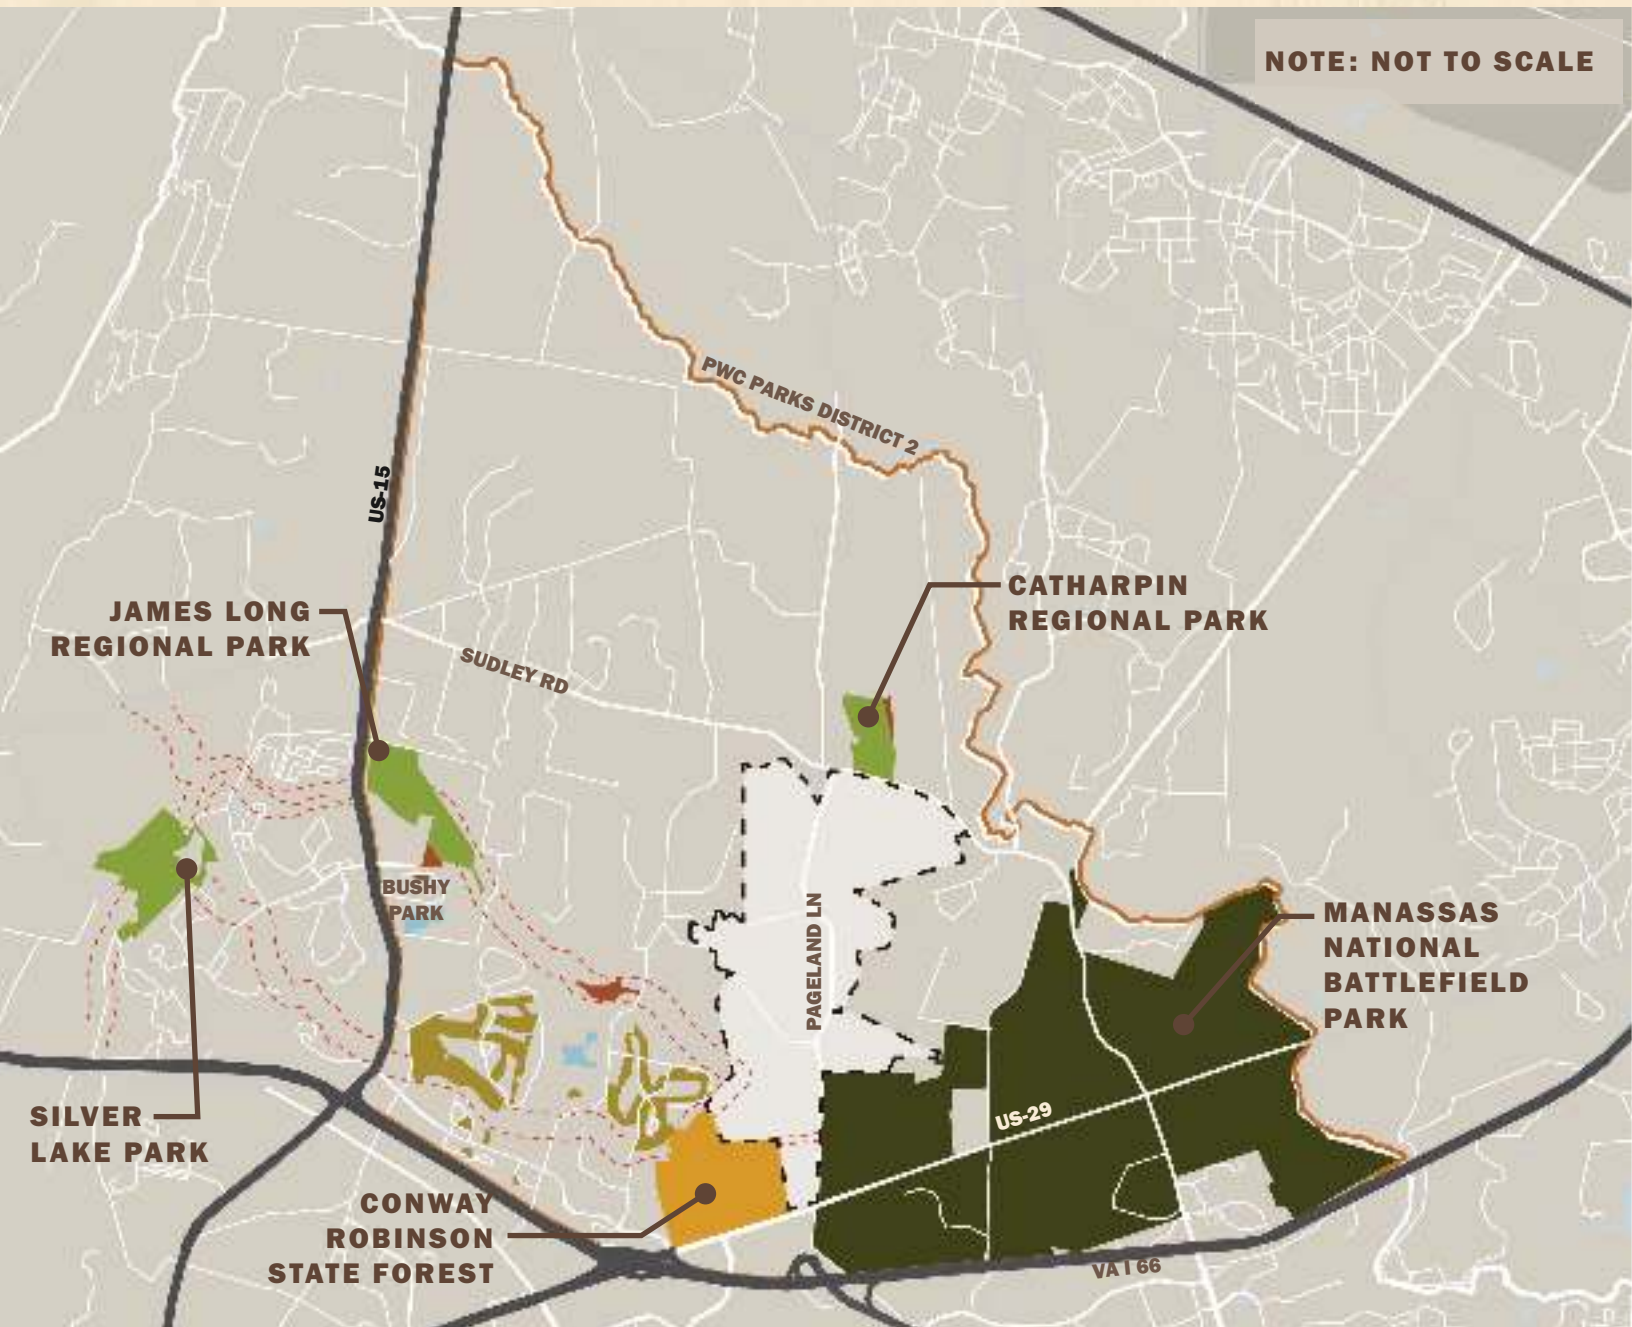 NOTE: NOT TO SCALE
PWC PARKS DISTRICT 2
US-15
CATHARPIN
REGIONAL PARK
JAMES LONG
REGIONAL PARK
SUDLEY RD
BUSHY
PARK
PAGELAND LN
MANASSAS
NATIONAL
BATTLEFIELD
PARK
US-29
SILVER
LAKE PARK
CONWAY
ROBINSON
STATE FOREST
VA I 66